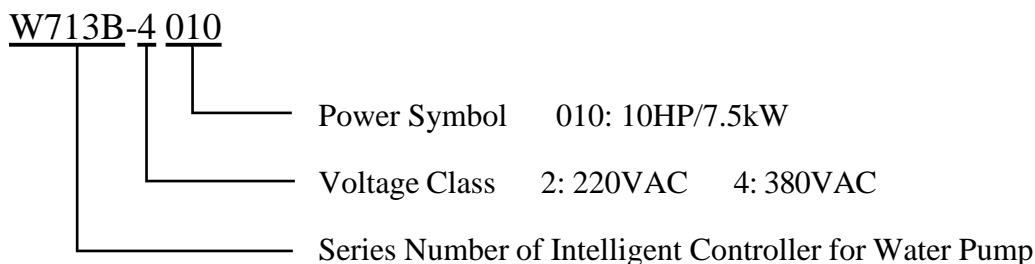 W713B-4 010
Power Symbol 010: 10HP/7.5kW
Voltage Class 2: 220VAC 4: 380VAC
Series Number of Intelligent Controller for Water Pump